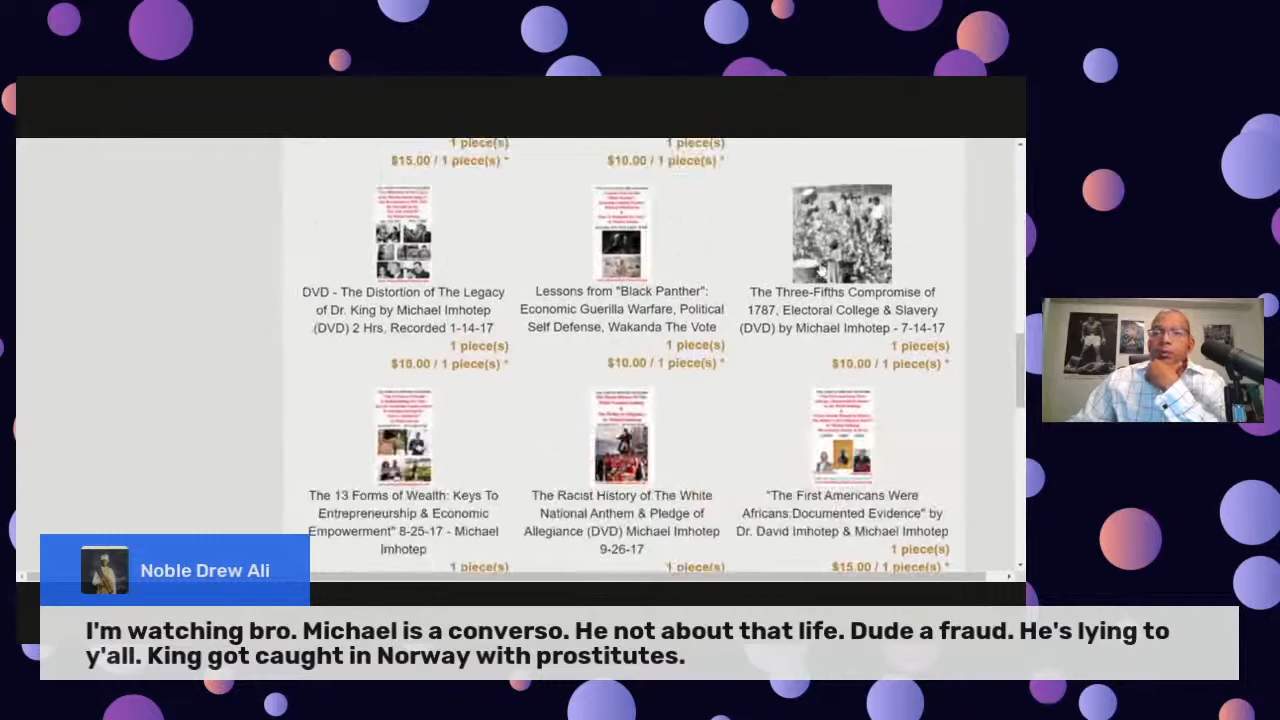 1 piece(s)
$15.00 / 1 piece(s) *
1 piece(s)
$10.00 / 1 piece(s) *
DVD - The Distortion of The Legacy
of Dr. King by Michael Imhotep
(DVD) 2 Hrs, Recorded 1-14-17
1 piece(s)
$10.00 / 1 piece(s) *
Lessons from "Black Panther":
Economic Guerilla Warfare, Political
Self Defense, Wakanda The Vote
1 piece(s)
$10.00 / 1 piece(s) *
The Three-Fifths Compromise of
1787, Electoral College & Slavery
(DVD) by Michael Imhotep - 7-14-17
1 piece(s)
$10.00 / 1 piece(s) *
The 13 Forms of Wealth: Keys To
Entrepreneurship & Economic
Empowerment" 8-25-17 - Michael
Imhotep
1 piece(s)
The Racist History of The White
National Anthem & Pledge of
Allegiance (DVD) Michael Imhotep
9-26-17
1 piece(s)
"The First Americans Were
Africans:Documented Evidence" by
Dr. David Imhotep & Michael Imhotep
1 piece(s)
$15.00 / 1 piece(s) *
Noble Drew Ali
I'm watching bro. Michael is a converso. He not about that life. Dude a fraud. He's lying to
y'all. King got caught in Norway with prostitutes.